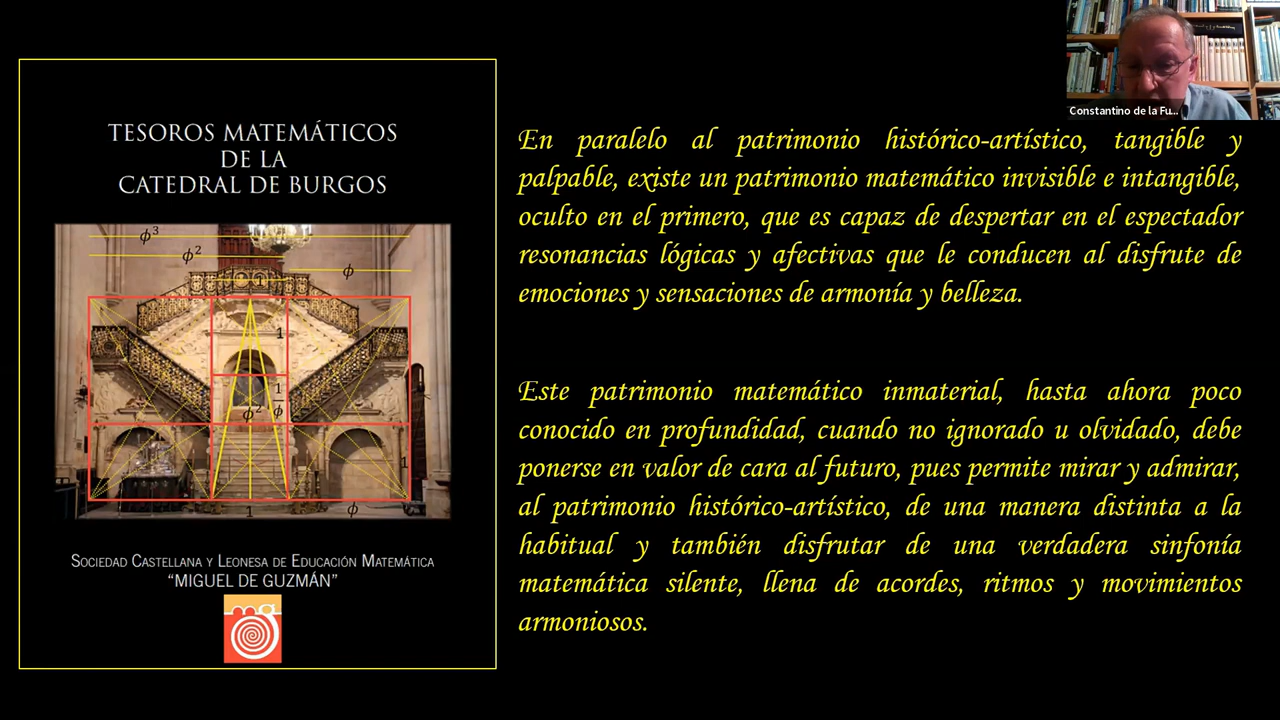 Constantino de la Fu...
TESOROS MATEMÁTICOS
DE LA
CATEDRAL DE BURGOS
ϕ³
ϕ²
ϕ
1
1
1
ϕ
ϕ²
1
1
ϕ
SOCIEDAD CASTELLANA Y LEONESA DE EDUCACIÓN MATEMÁTICA
“MIGUEL DE GUZMÁN”
mg
En paralelo al patrimonio histórico-artístico, tangible y
palpable, existe un patrimonio matemático invisible e intangible,
oculto en el primero, que es capaz de despertar en el espectador
resonancias lógicas y afectivas que le conducen al disfrute de
emociones y sensaciones de armonía y belleza.
Este patrimonio matemático inmaterial, hasta ahora poco
conocido en profundidad, cuando no ignorado u olvidado, debe
ponerse en valor de cara al futuro, pues permite mirar y admirar,
al patrimonio histórico-artístico, de una manera distinta a la
habitual y también disfrutar de una verdadera sinfonía
matemática silente, llena de acordes, ritmos y movimientos
armoniosos.